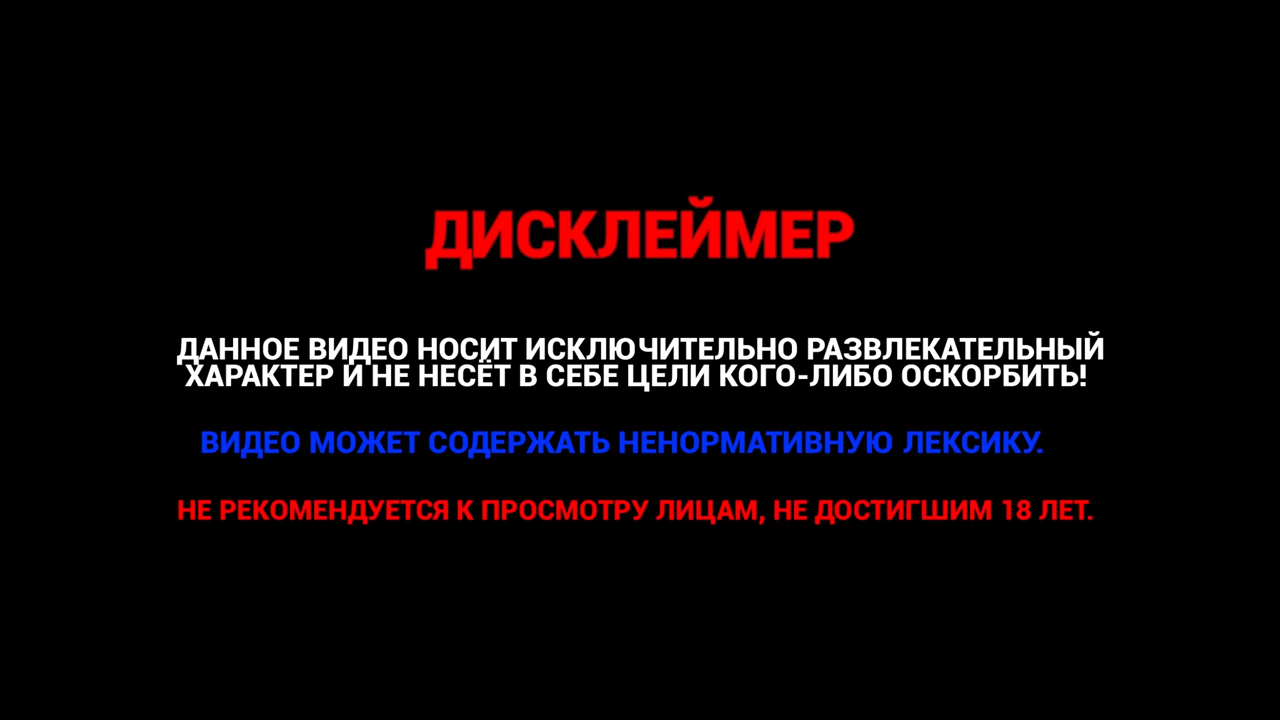 ДИСКЛЕЙМЕР
ДАННОЕ ВИДЕО НОСИТ ИСКЛЮЧИТЕЛЬНО РАЗВЛЕКАТЕЛЬНЫЙ
ХАРАКТЕР И НЕ НЕСЁТ В СЕБЕ ЦЕЛИ КОГО-ЛИБО ОСКОРБИТЬ!
ВИДЕО МОЖЕТ СОДЕРЖАТЬ НЕНОРМАТИВНУЮ ЛЕКСИКУ.
НЕ РЕКОМЕНДУЕТСЯ К ПРОСМОТРУ ЛИЦАМ, НЕ ДОСТИГШИМ 18 ЛЕТ.